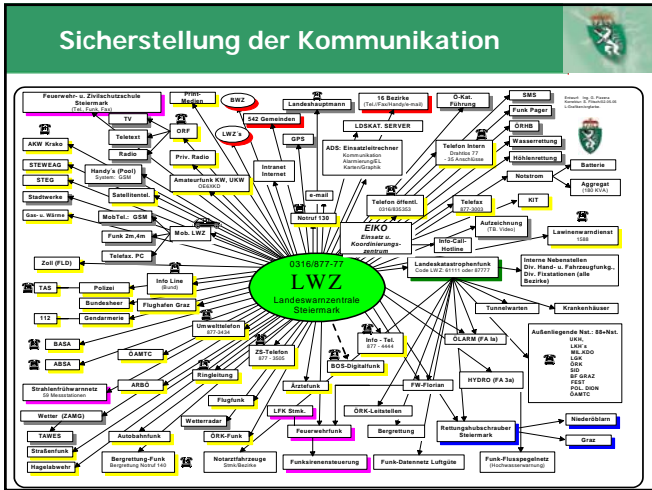 Sicherstellung der Kommunikation
Feuerwehr- u. Zivilschutzschule
Steiermark
(Tel., Funk, Fax)
Print-
Medien
BWZ
LWZ´s
542 Gemeinden
Landeshauptmann
16 Bezirke
(Tel./Fax/Handy/e-mail)
Ö-Kat.
Führung
SMS
Funk Pager
ÖRHB
Wasserrettung
Höhlenrettung
Batterie
Notstrom
Aggregat
(180 KVA)
TV
ORF
Teletext
Radio
AKW Krsko
STEWEAG
STEG
Stadtwerke
Gas- u. Wärme
Handy´s (Pool)
System: GSM
Priv. Radio
Amateurfunk KW, UKW
OE6XKD
Satellitentel.
GPS
Intranet
Internet
e-mail
Notruf 130
LDSKAT. SERVER
ADS: Einsatzleitrechner
Kommunikation
Alarmierung/EL
Karten/Graphik
Telefon Intern
Drahtlos 77
- 35 Anschlüsse
Telefon öffentl.
0316/835353
Telefax
877-3003
KIT
Aufzeichnung
(TB. Video)
Lawinenwarndienst
1588
MobTel.: GSM
Funk 2m,4m
Telefax. PC
Mob. LWZ
EIKO
Einsatz u.
Koordinierungs-
zentrum
Info-Call-
Hotline
Zoll (FLD)
Info Line
(Bund)
0316/877-77
LWZ
Landeswarnzentrale
Steiermark
Landeskatastrophenfunk
Code LWZ: 61111 oder 87777
Interne Nebenstellen
Div. Hand- u. Fahrzeugfunkg.,
Div. Fixstationen (alle
Bezirke)
TAS
Polizei
Bundesheer
112
Gendarmerie
Flughafen Graz
Tunnelwarten
Krankenhäuser
BASA
ABSA
ÖAMTC
Umwelttelefon
877-3434
ZS-Telefon
877 - 3505
Info - Tel.
877 - 4444
BOS-Digitalfunk
ÖLARM (FA Ia)
Außenliegende Nst.: 88+Nst.
UKH,
LKH´s
MIL.KDO
LGK
ÖRK
SID
BF GRAZ
FEST
POL. DION
ÖAMTC
ARBÖ
Ringleitung
Ärztefunk
FW-Florian
HYDRO (FA 3a)
Strahlenfrühwarnnetz
59 Messstationen
Flugfunk
LFK Stmk.
ÖRK-Leitstellen
Wetter (ZAMG)
Wetterradar
TAWES
Autobahnfunk
ÖRK-Funk
Feuerwehrfunk
Bergrettung
Rettungshubschrauber
Steiermark
Niederöblarn
Graz
Straßenfunk
Hagelabwehr
Bergrettung-Funk
Bergrettung Notruf 140
Notarztfahrzeuge
Stmk/Bezirke
Funksirenensteuerung
Funk-Datennetz Luftgüte
Funk-Flusspegelnetz
(Hochwasserwarnung)